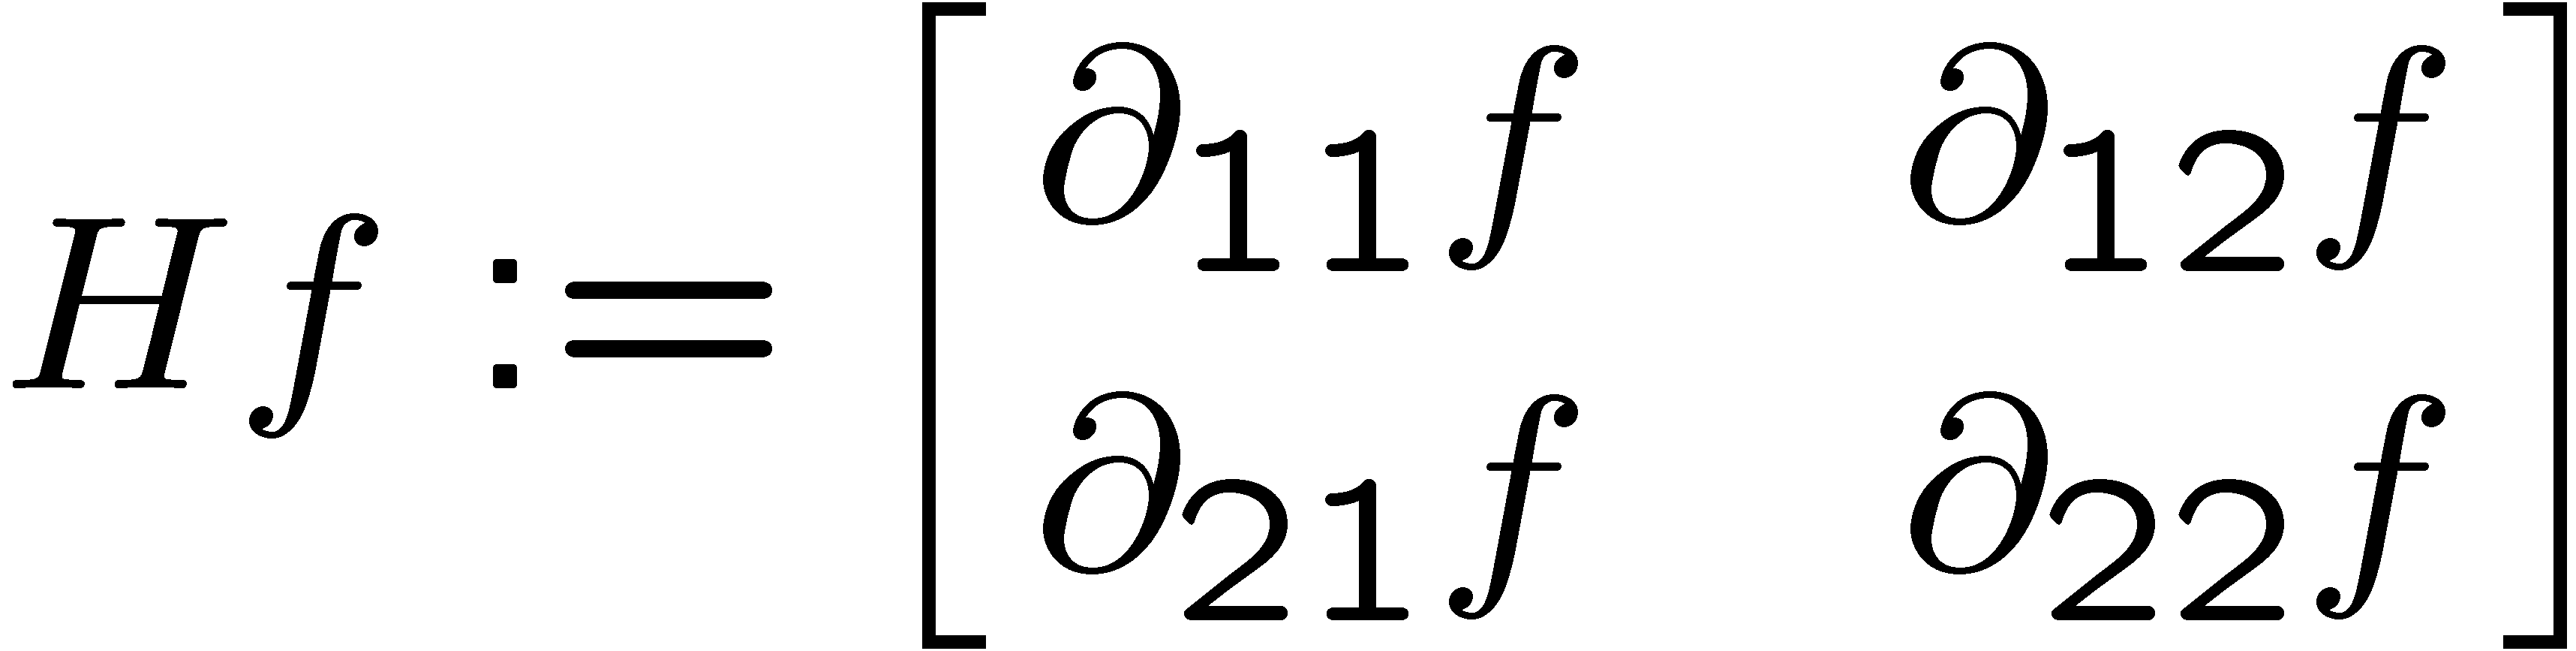 Hf := [ ∂₁₁f ∂₁₂f
∂₂₁f ∂₂₂f ]